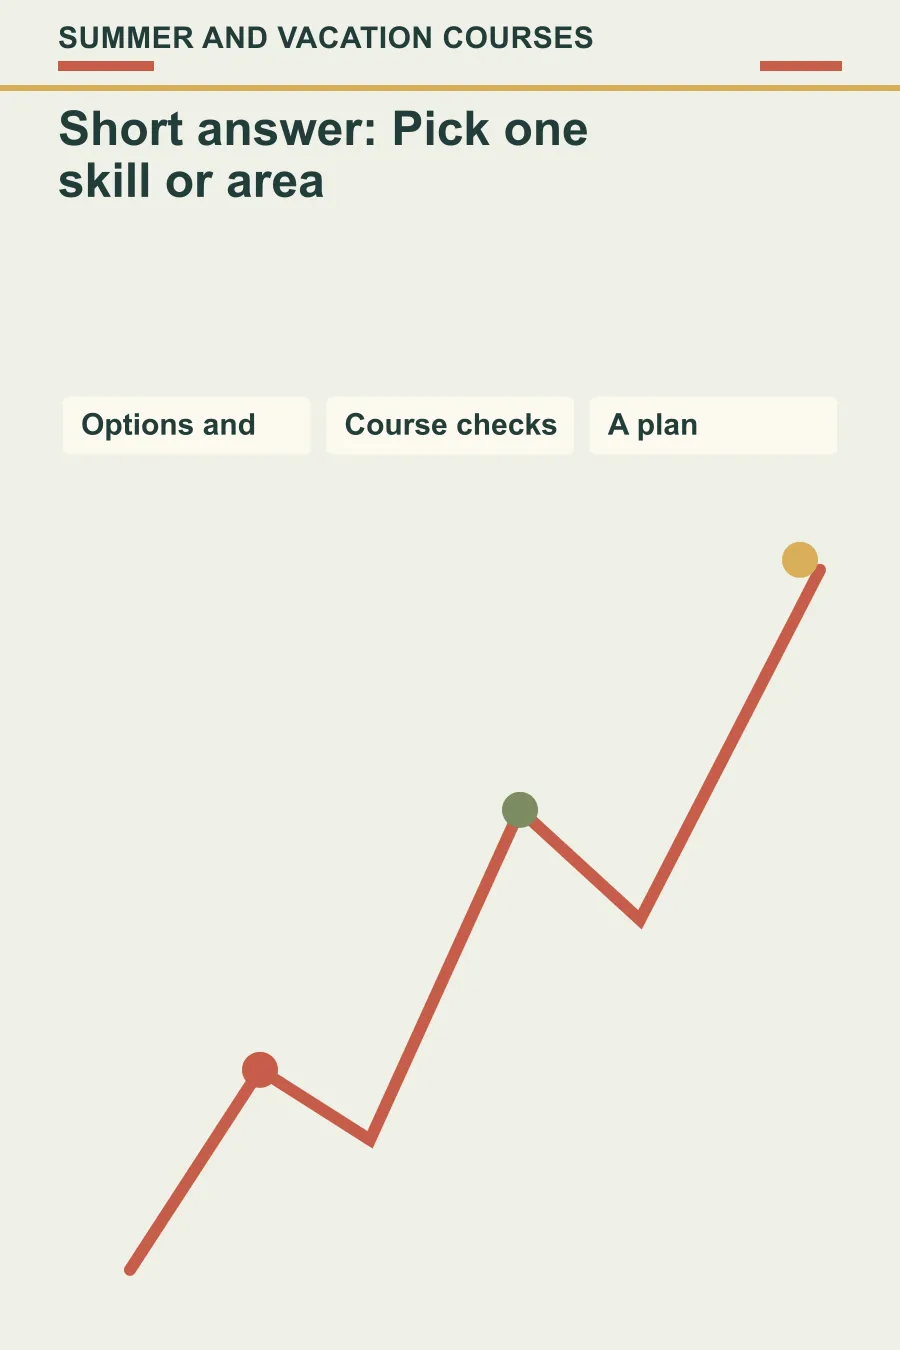 SUMMER AND VACATION COURSES
Short answer: Pick one
skill or area
Options and
Course checks
A plan